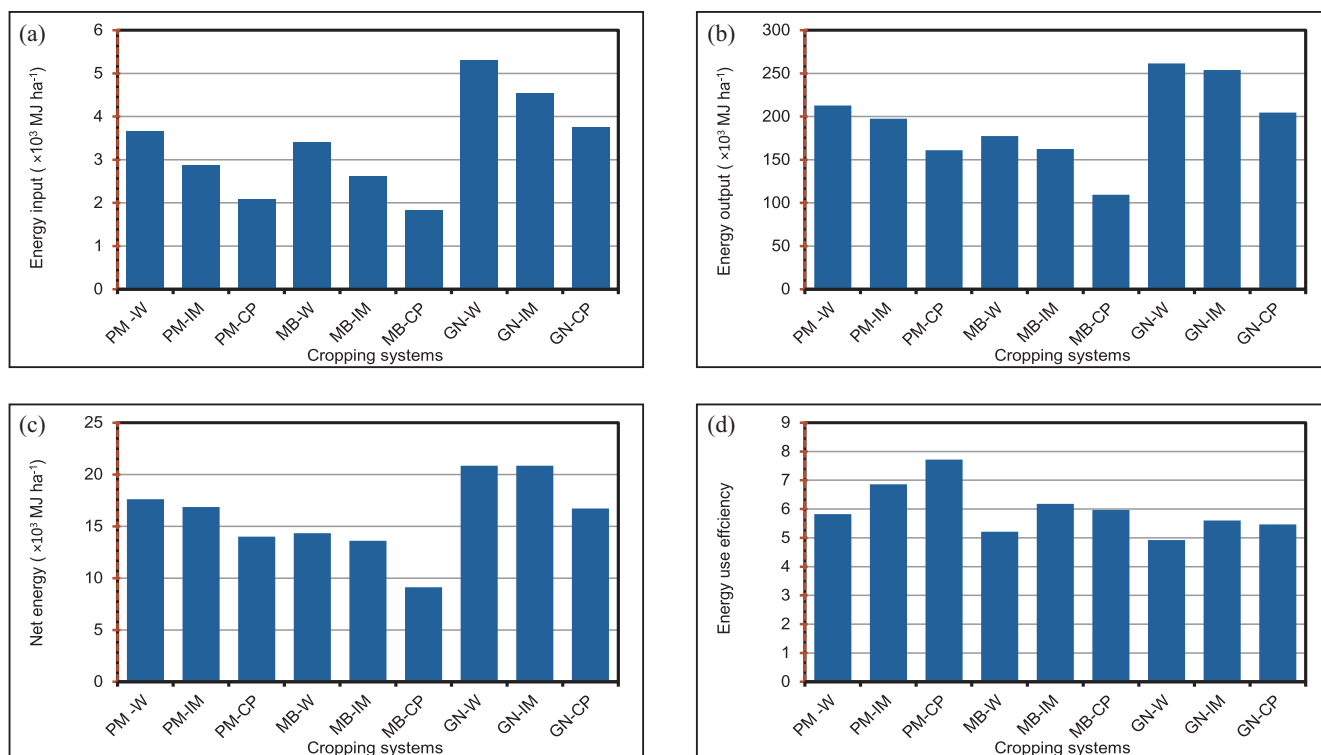 (a)
Energy input ( ×10³ MJ ha⁻¹)
6
5
4
3
2
1
0
PM -W
PM-IM
PM-CP
MB-W
MB-IM
MB-CP
GN-W
GN-IM
GN-CP
Cropping systems
(b)
Energy output ( ×10³ MJ ha⁻¹)
300
250
200
150
100
50
0
PM -W
PM-IM
PM-CP
MB-W
MB-IM
MB-CP
GN-W
GN-IM
GN-CP
Cropping systems
(c)
Net energy ( ×10³ MJ ha⁻¹)
25
20
15
10
5
0
PM -W
PM-IM
PM-CP
MB-W
MB-IM
MB-CP
GN-W
GN-IM
GN-CP
Cropping systems
(d)
Energy use effciency
9
8
7
6
5
4
3
2
1
0
PM -W
PM-IM
PM-CP
MB-W
MB-IM
MB-CP
GN-W
GN-IM
GN-CP
Cropping systems